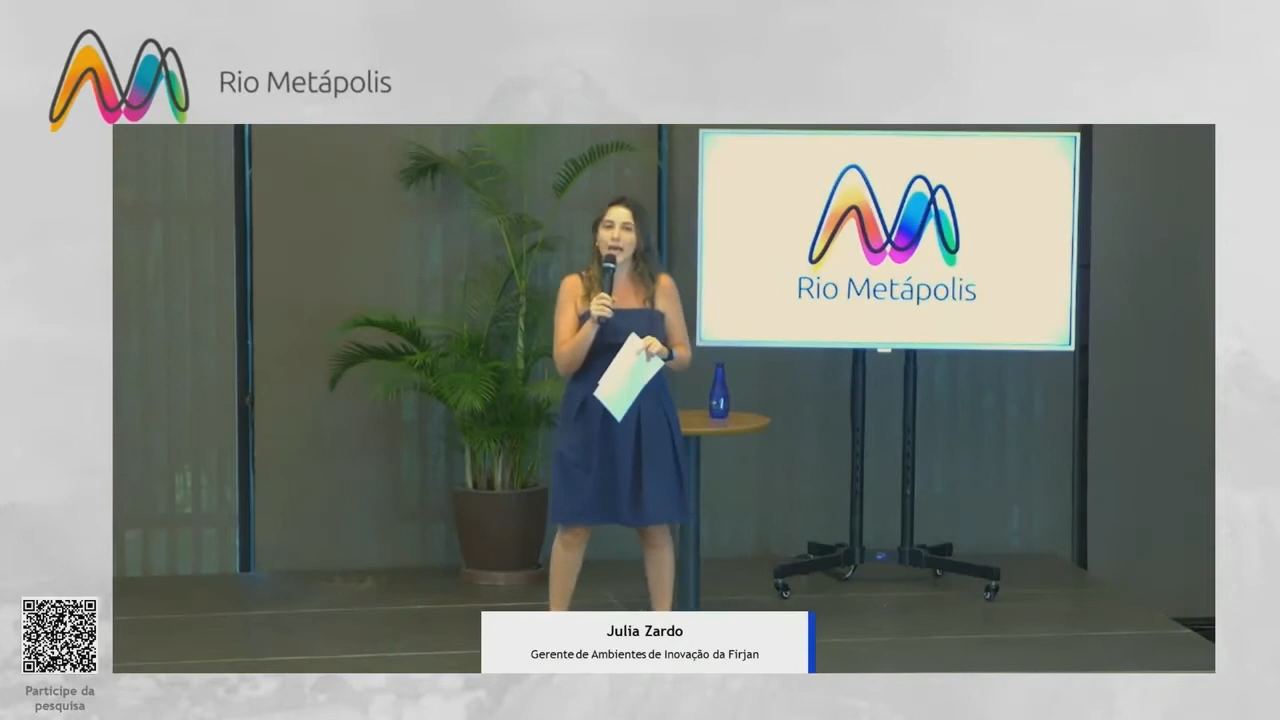 Rio Metápolis
Rio Metápolis
Julia Zardo
Gerente de Ambientes de Inovação da Firjan
Participe da
pesquisa